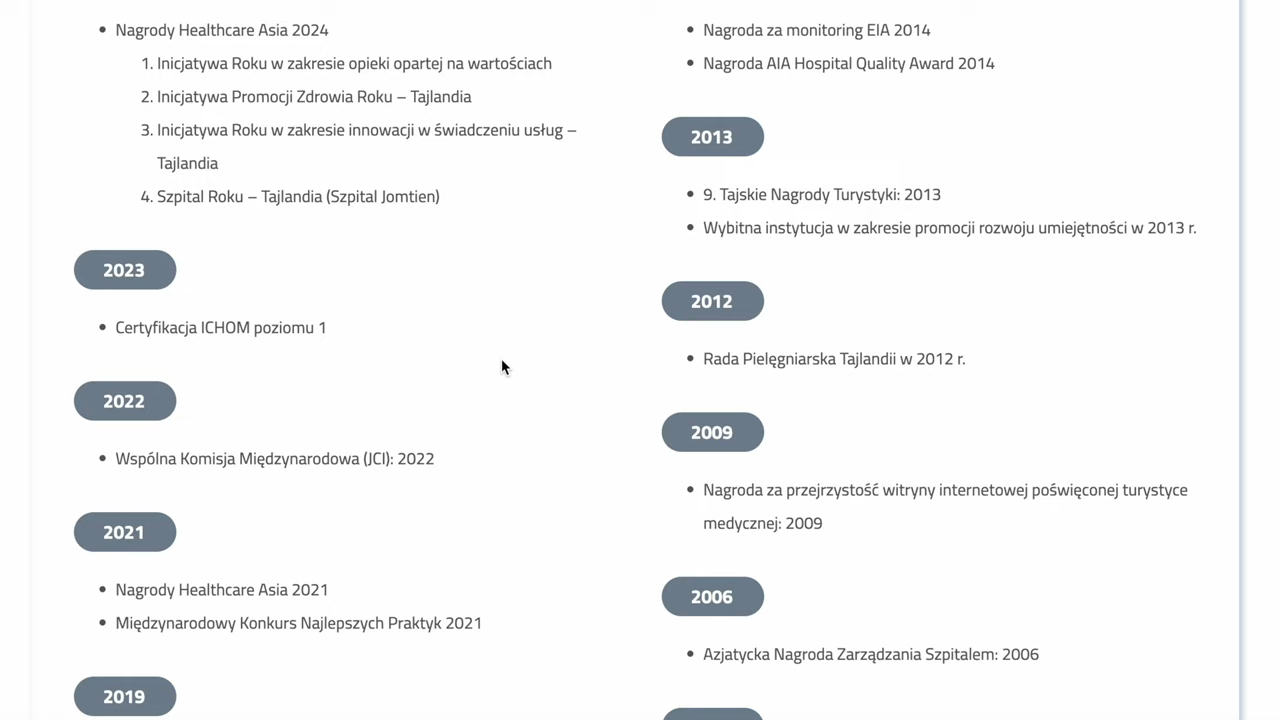 Nagrody Healthcare Asia 2024
1. Inicjatywa Roku w zakresie opieki opartej na wartościach
2. Inicjatywa Promocji Zdrowia Roku – Tajlandia
3. Inicjatywa Roku w zakresie innowacji w świadczeniu usług –
Tajlandia
4. Szpital Roku – Tajlandia (Szpital Jomtien)
2023
Certyfikacja ICHOM poziomu 1
2022
Wspólna Komisja Międzynarodowa (JCI): 2022
2021
Nagrody Healthcare Asia 2021
Międzynarodowy Konkurs Najlepszych Praktyk 2021
2019
Nagroda za monitoring EIA 2014
Nagroda AIA Hospital Quality Award 2014
2013
9. Tajskie Nagrody Turystyki: 2013
Wybitna instytucja w zakresie promocji rozwoju umiejętności w 2013 r.
2012
Rada Pielęgniarska Tajlandii w 2012 r.
2009
Nagroda za przejrzystość witryny internetowej poświęconej turystyce
medycznej: 2009
2006
Azjatycka Nagroda Zarządzania Szpitalem: 2006